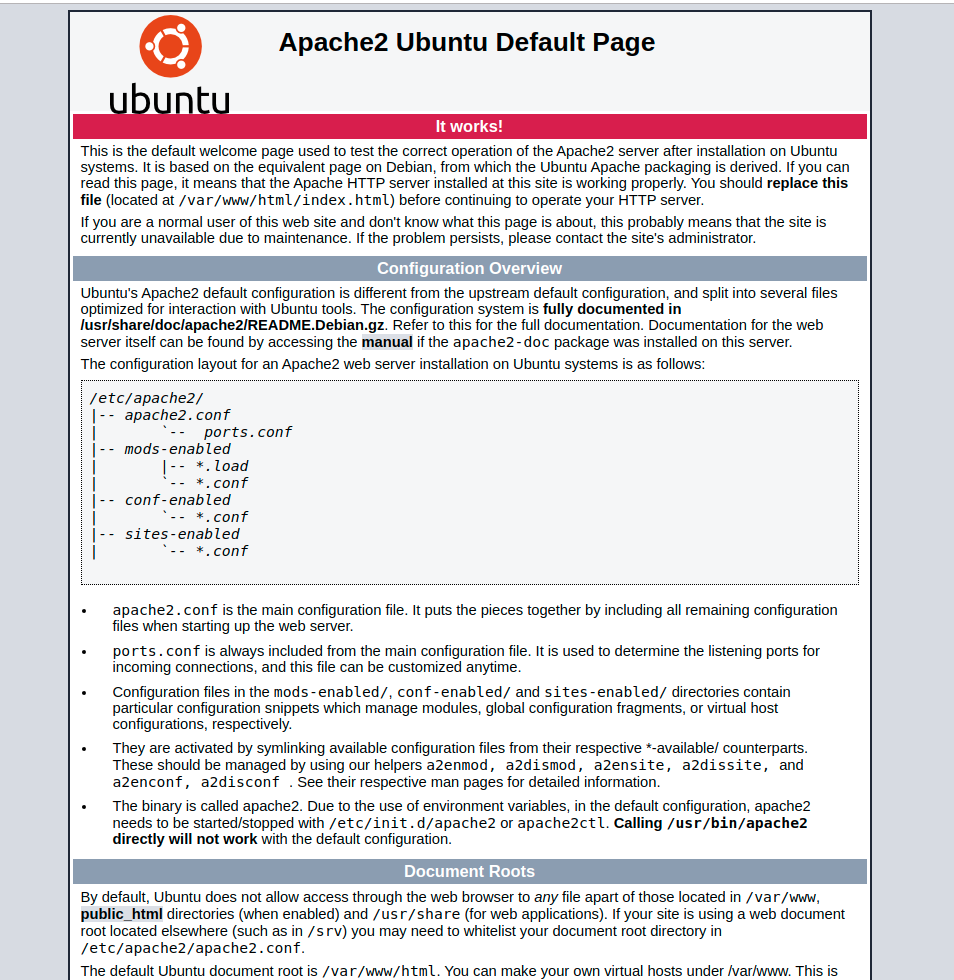 ubuntu
Apache2 Ubuntu Default Page
It works!
This is the default welcome page used to test the correct operation of the Apache2 server after installation on Ubuntu
systems. It is based on the equivalent page on Debian, from which the Ubuntu Apache packaging is derived. If you can
read this page, it means that the Apache HTTP server installed at this site is working properly. You should replace this
file (located at /var/www/html/index.html) before continuing to operate your HTTP server.
If you are a normal user of this web site and don't know what this page is about, this probably means that the site is
currently unavailable due to maintenance. If the problem persists, please contact the site's administrator.
Configuration Overview
Ubuntu's Apache2 default configuration is different from the upstream default configuration, and split into several files
optimized for interaction with Ubuntu tools. The configuration system is fully documented in
/usr/share/doc/apache2/README.Debian.gz. Refer to this for the full documentation. Documentation for the web
server itself can be found by accessing the manual if the apache2-doc package was installed on this server.
The configuration layout for an Apache2 web server installation on Ubuntu systems is as follows:
/etc/apache2/
|-- apache2.conf
|       `--  ports.conf
|-- mods-enabled
|       |-- *.load
|       `-- *.conf
|-- conf-enabled
|       `-- *.conf
|-- sites-enabled
|       `-- *.conf
• apache2.conf is the main configuration file. It puts the pieces together by including all remaining configuration
files when starting up the web server.
• ports.conf is always included from the main configuration file. It is used to determine the listening ports for
incoming connections, and this file can be customized anytime.
• Configuration files in the mods-enabled/, conf-enabled/ and sites-enabled/ directories contain
particular configuration snippets which manage modules, global configuration fragments, or virtual host
configurations, respectively.
• They are activated by symlinking available configuration files from their respective *-available/ counterparts.
These should be managed by using our helpers a2enmod, a2dismod, a2ensite, a2dissite, and
a2enconf, a2disconf . See their respective man pages for detailed information.
• The binary is called apache2. Due to the use of environment variables, in the default configuration, apache2
needs to be started/stopped with /etc/init.d/apache2 or apache2ctl. Calling /usr/bin/apache2
directly will not work with the default configuration.
Document Roots
By default, Ubuntu does not allow access through the web browser to any file apart of those located in /var/www,
public_html directories (when enabled) and /usr/share (for web applications). If your site is using a web document
root located elsewhere (such as in /srv) you may need to whitelist your document root directory in
/etc/apache2/apache2.conf.
The default Ubuntu document root is /var/www/html. You can make your own virtual hosts under /var/www. This is